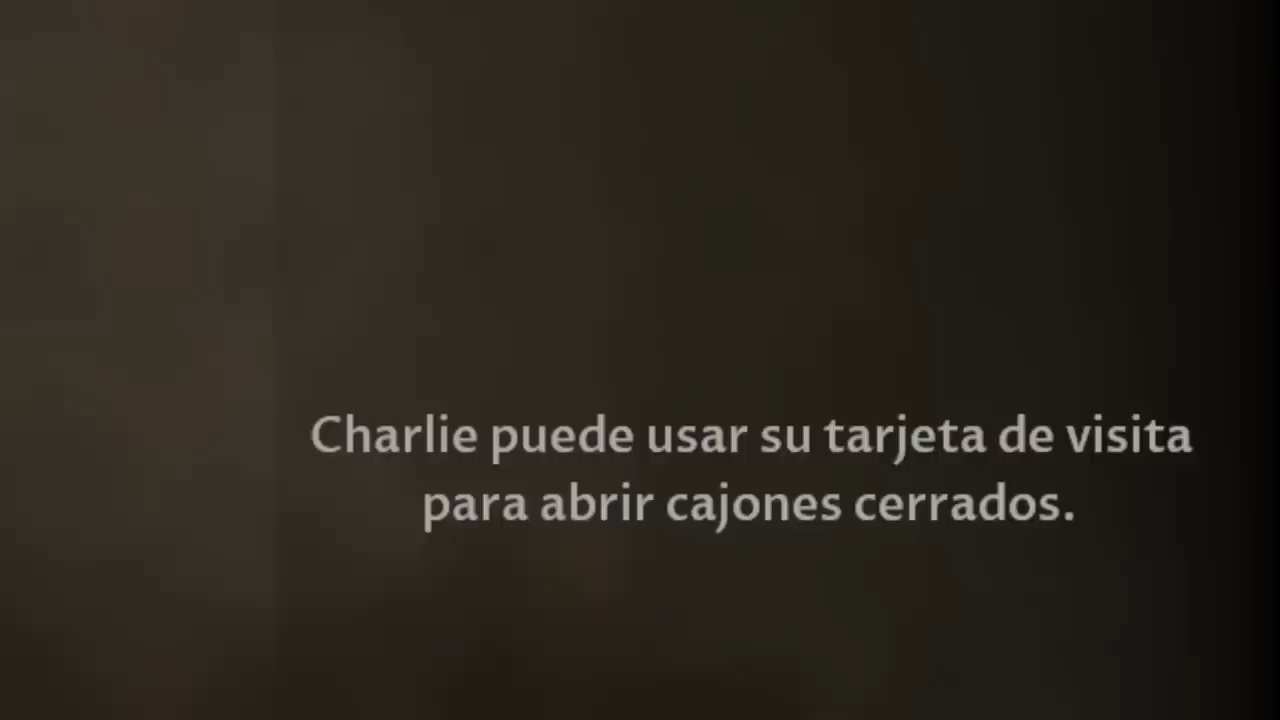 Charlie puede usar su tarjeta de visita
para abrir cajones cerrados.